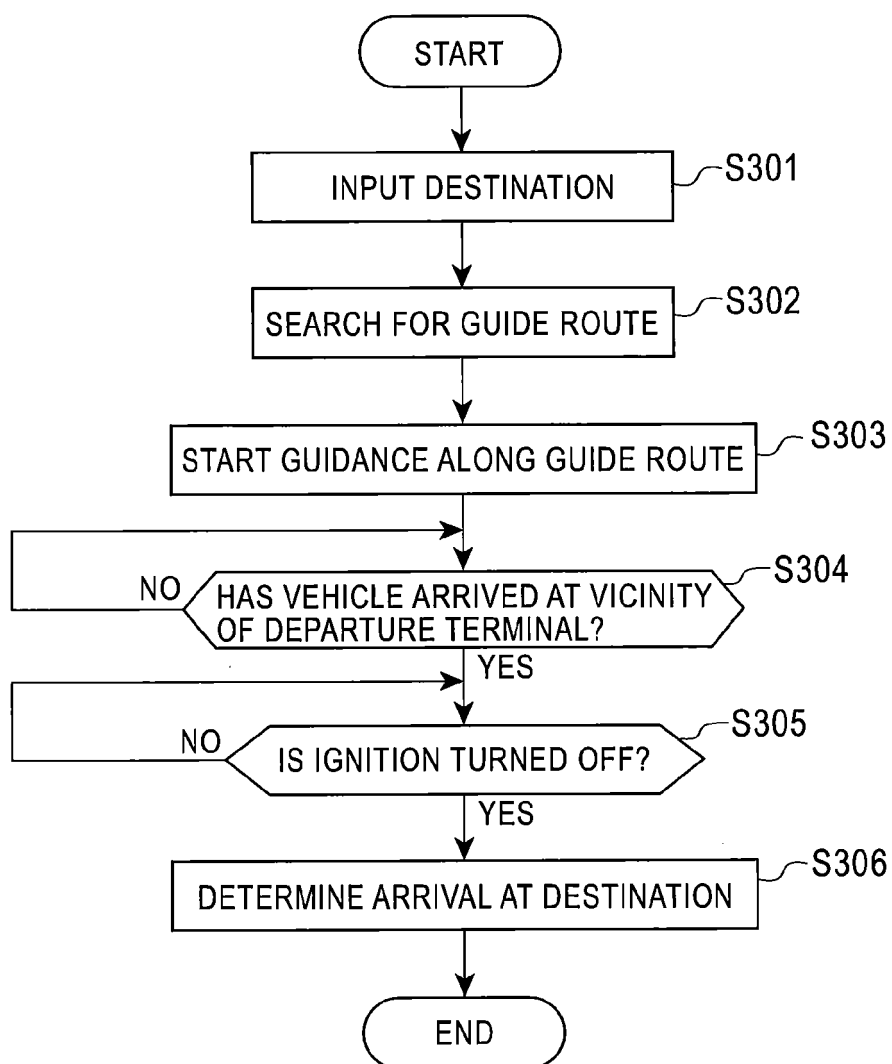 START
INPUT DESTINATION
S301
SEARCH FOR GUIDE ROUTE
S302
START GUIDANCE ALONG GUIDE ROUTE
S303
HAS VEHICLE ARRIVED AT VICINITY
OF DEPARTURE TERMINAL?
S304
NO
YES
IS IGNITION TURNED OFF?
S305
NO
YES
DETERMINE ARRIVAL AT DESTINATION
S306
END